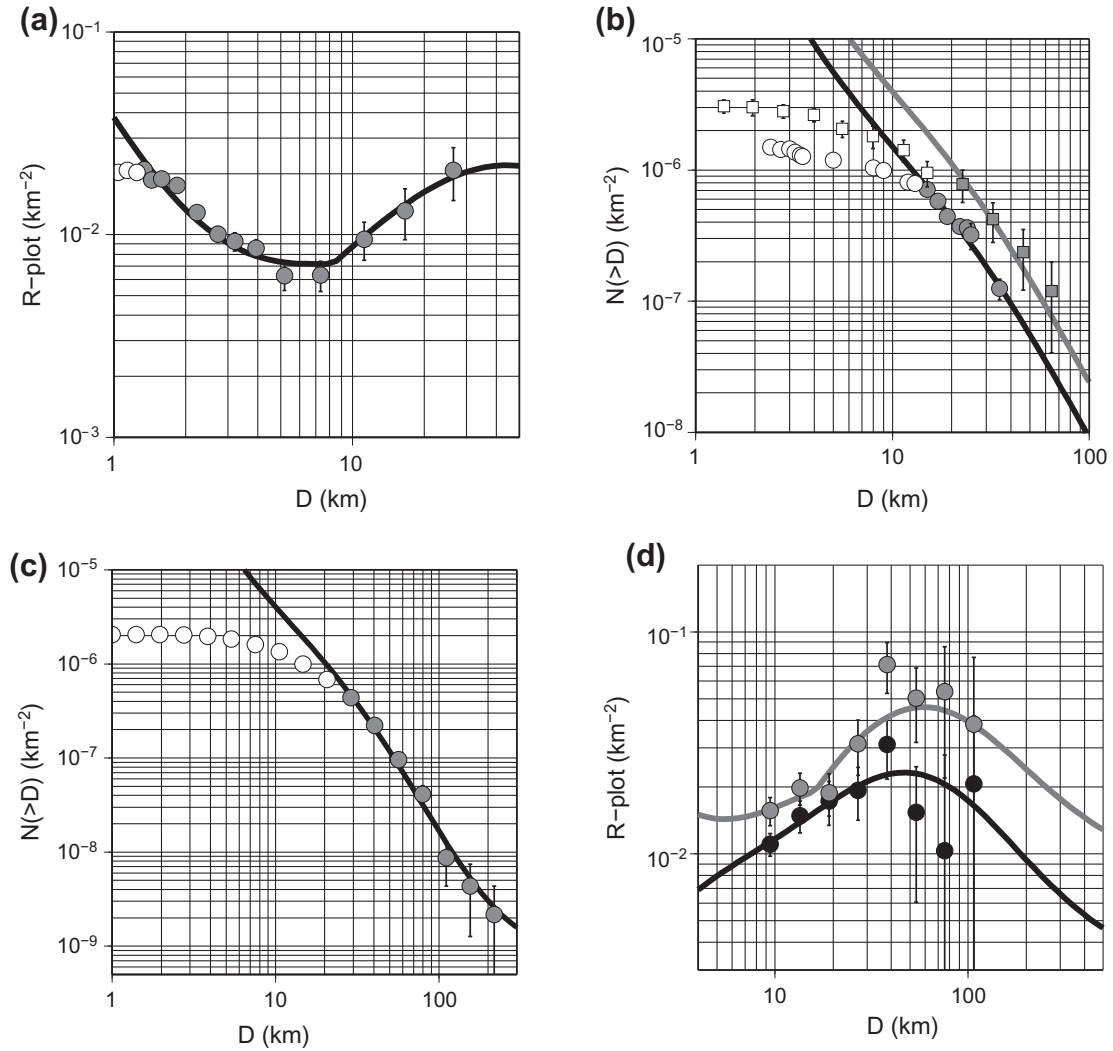 (a)
10⁻¹
10⁻²
10⁻³
R−plot (km⁻²)
1
10
D (km)
(b)
10⁻⁵
10⁻⁶
10⁻⁷
10⁻⁸
N(>D) (km⁻²)
1
10
100
D (km)
(c)
10⁻⁵
10⁻⁶
10⁻⁷
10⁻⁸
10⁻⁹
N(>D) (km⁻²)
1
10
100
D (km)
(d)
10⁻¹
10⁻²
R−plot (km⁻²)
10
100
D (km)